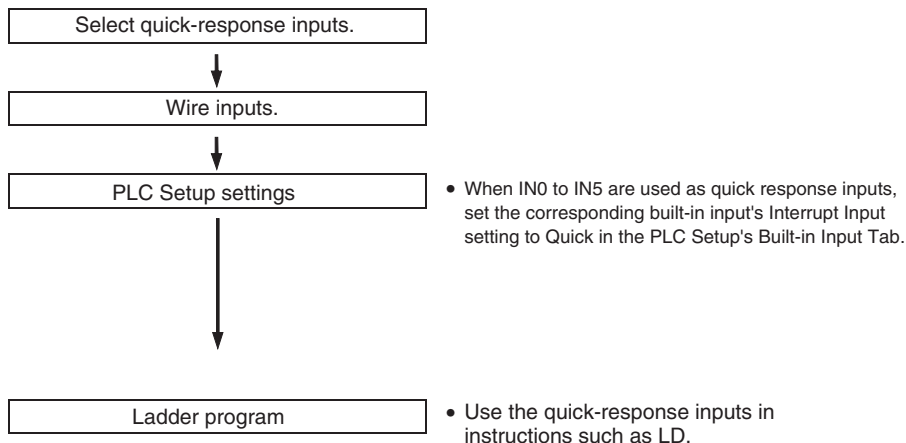 Select quick-response inputs.
Wire inputs.
PLC Setup settings
• When IN0 to IN5 are used as quick response inputs,
set the corresponding built-in input's Interrupt Input
setting to Quick in the PLC Setup's Built-in Input Tab.
Ladder program
• Use the quick-response inputs in
instructions such as LD.